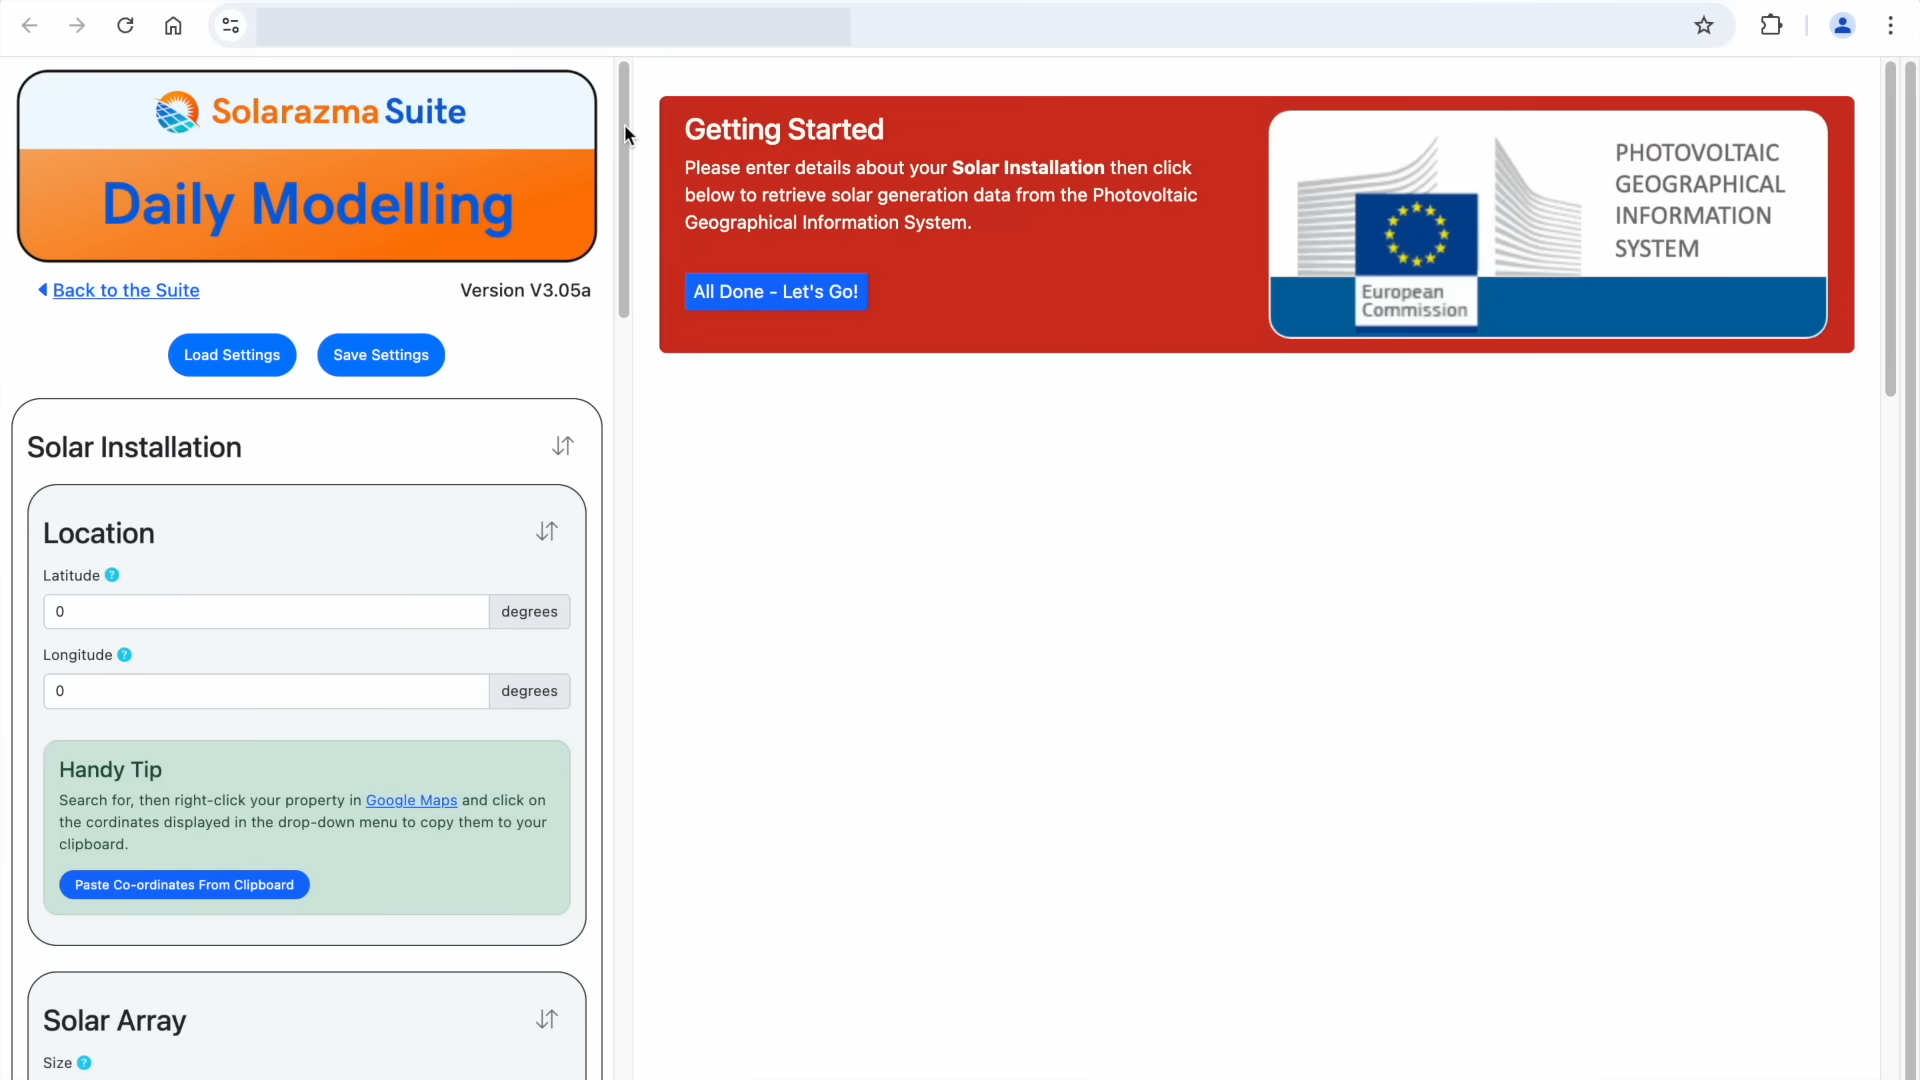 Solarazma Suite
Daily Modelling
Back to the Suite
Version V3.05a
Load Settings
Save Settings
Solar Installation
Location
Latitude ?
0
degrees
Longitude ?
0
degrees
Handy Tip
Search for, then right-click your property in Google Maps and click on
the cordinates displayed in the drop-down menu to copy them to your
clipboard.
Paste Co-ordinates From Clipboard
Solar Array
Size ?
Getting Started
Please enter details about your Solar Installation then click
below to retrieve solar generation data from the Photovoltaic
Geographical Information System.
All Done - Let's Go!
European
Commission
PHOTOVOLTAIC
GEOGRAPHICAL
INFORMATION
SYSTEM